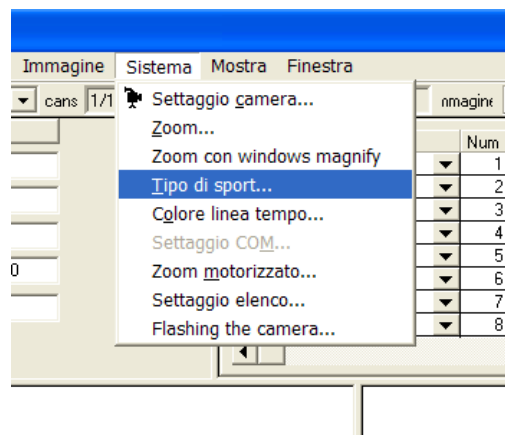 Immagine Sistema Mostra Finestra
cans 1/1
Settaggio camera...
Zoom...
Zoom con windows magnify
Tipo di sport...
Colore linea tempo...
Settaggio COM...
Zoom motorizzato...
Settaggio elenco...
Flashing the camera...
nmagine
Num
1
2
3
4
5
6
7
8
0